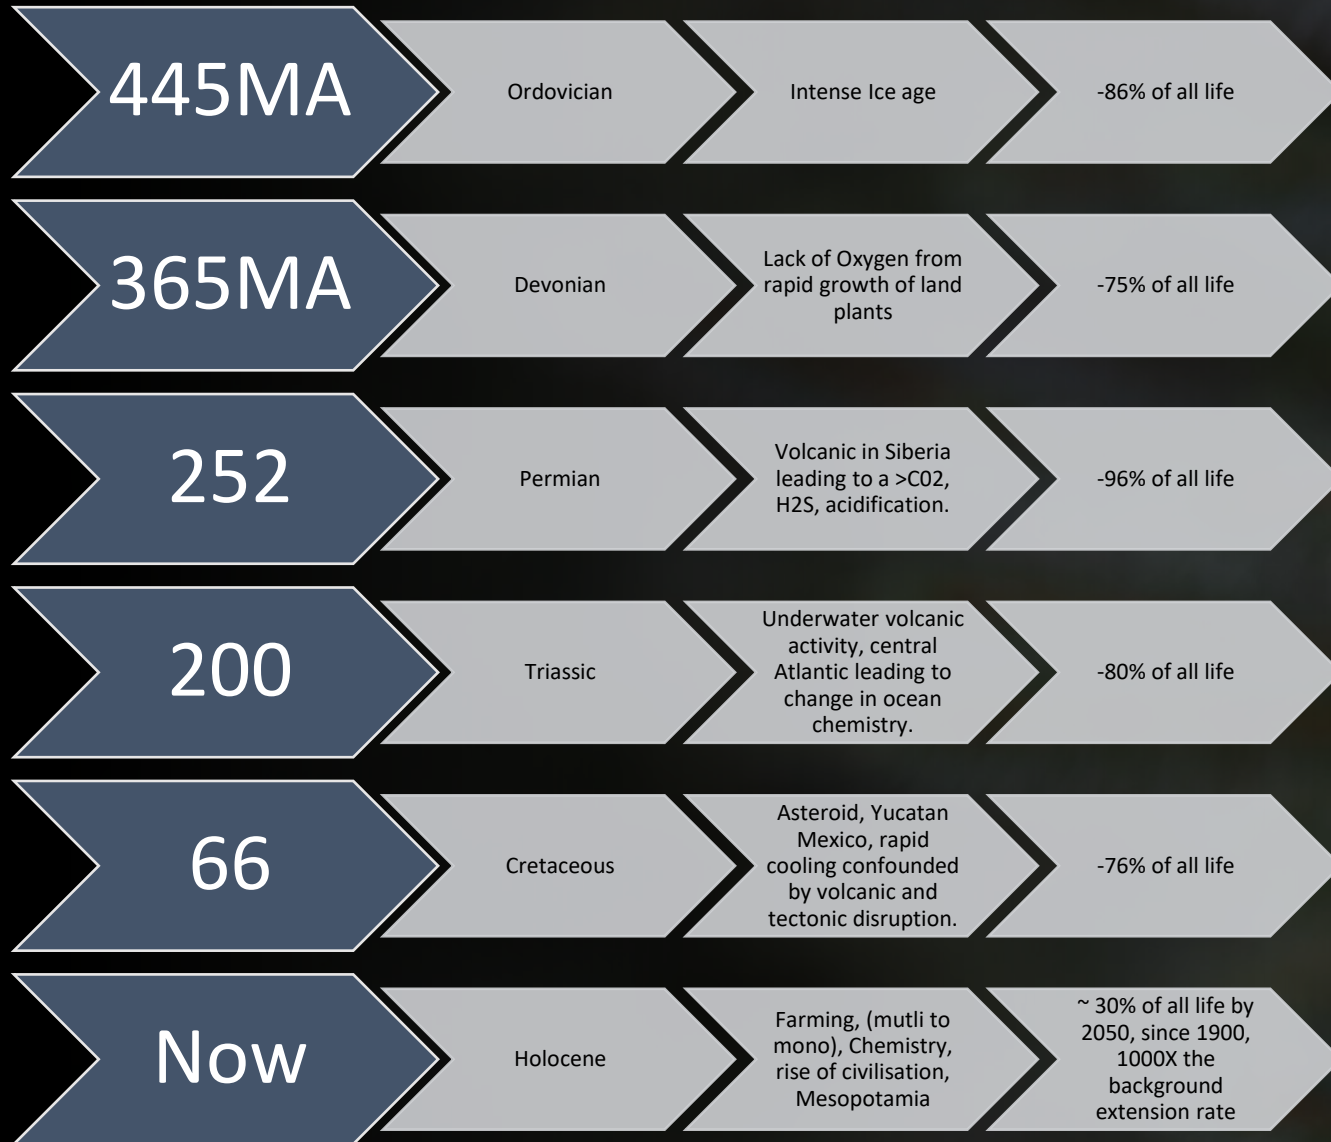 445MA
Ordovician
Intense Ice age
-86% of all life
365MA
Devonian
Lack of Oxygen from
rapid growth of land
plants
-75% of all life
252
Permian
Volcanic in Siberia
leading to a >C02,
H2S, acidification.
-96% of all life
200
Triassic
Underwater volcanic
activity, central
Atlantic leading to
change in ocean
chemistry.
-80% of all life
66
Cretaceous
Asteroid, Yucatan
Mexico, rapid
cooling confounded
by volcanic and
tectonic disruption.
-76% of all life
Now
Holocene
Farming, (mutli to
mono), Chemistry,
rise of civilisation,
Mesopotamia
~ 30% of all life by
2050, since 1900,
1000X the
background
extension rate